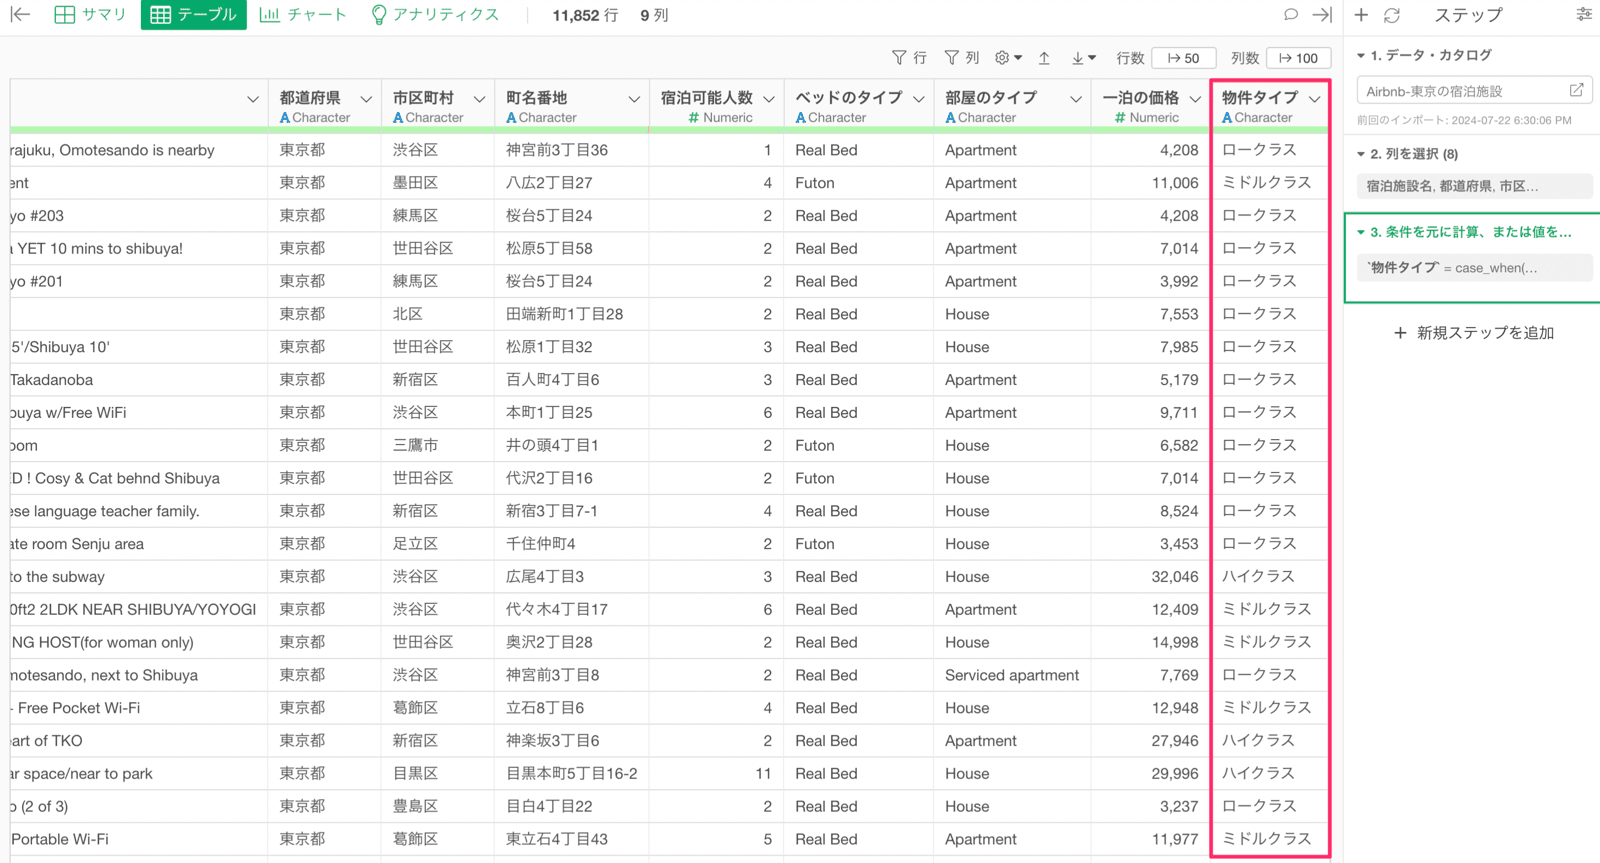 サマリ テーブル チャート アナリティクス 11,852 行 9 列 ステップ
行 列 行数 50 列数 100
都道府県 市区町村 町名番地 宿泊可能人数 ベッドのタイプ 部屋のタイプ 一泊の価格 物件タイプ
A Character A Character A Character # Numeric A Character A Character # Numeric A Character
rajuku, Omotesando is nearby 東京都 渋谷区 神宮前3丁目36 1 Real Bed Apartment 4,208 ロークラス
ent 東京都 墨田区 八広2丁目27 4 Futon Apartment 11,006 ミドルクラス
yo #203 東京都 練馬区 桜台5丁目24 2 Real Bed Apartment 4,208 ロークラス
a YET 10 mins to shibuya! 東京都 世田谷区 松原5丁目58 2 Real Bed Apartment 7,014 ロークラス
yo #201 東京都 練馬区 桜台5丁目24 2 Real Bed Apartment 3,992 ロークラス
東京都 北区 田端新町1丁目28 2 Real Bed House 7,553 ロークラス
5'/Shibuya 10' 東京都 世田谷区 松原1丁目32 3 Real Bed House 7,985 ロークラス
Takadanoba 東京都 新宿区 百人町4丁目6 3 Real Bed Apartment 5,179 ロークラス
buya w/Free WiFi 東京都 渋谷区 本町1丁目25 6 Real Bed Apartment 9,711 ロークラス
oom 東京都 三鷹市 井の頭4丁目1 2 Futon House 6,582 ロークラス
ED ! Cosy & Cat behnd Shibuya 東京都 世田谷区 代沢2丁目16 2 Futon House 7,014 ロークラス
ese language teacher family. 東京都 新宿区 新宿3丁目7-1 4 Real Bed House 8,524 ロークラス
ate room Senju area 東京都 足立区 千住仲町4 2 Futon House 3,453 ロークラス
to the subway 東京都 渋谷区 広尾4丁目3 3 Real Bed House 32,046 ハイクラス
0ft2 2LDK NEAR SHIBUYA/YOYOGI 東京都 渋谷区 代々木4丁目17 6 Real Bed Apartment 12,409 ミドルクラス
NG HOST(for woman only) 東京都 世田谷区 奥沢2丁目28 2 Real Bed House 14,998 ミドルクラス
motesando, next to Shibuya 東京都 渋谷区 神宮前3丁目8 2 Real Bed Serviced apartment 7,769 ロークラス
- Free Pocket Wi-Fi 東京都 葛飾区 立石8丁目6 4 Real Bed House 12,948 ミドルクラス
eart of TKO 東京都 新宿区 神楽坂3丁目6 2 Real Bed Apartment 27,946 ハイクラス
ar space/near to park 東京都 目黒区 目黒本町5丁目16-2 11 Real Bed House 29,996 ハイクラス
o (2 of 3) 東京都 豊島区 目白4丁目22 2 Real Bed House 3,237 ロークラス
Portable Wi-Fi 東京都 葛飾区 東立石4丁目43 5 Real Bed Apartment 11,977 ミドルクラス
1. データ・カタログ
Airbnb-東京の宿泊施設
前回のインポート: 2024-07-22 6:30:06 PM
2. 列を選択 (8)
宿泊施設名, 都道府県, 市区...
3. 条件を元に計算、または値を...
`物件タイプ` = case_when(...
+ 新規ステップを追加